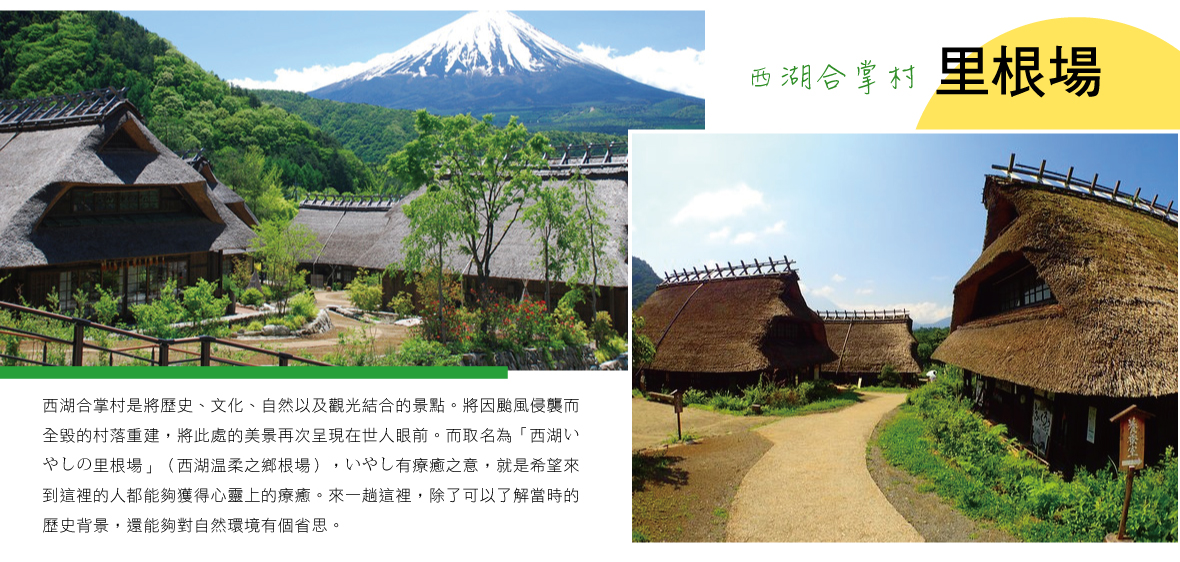 西湖合掌村 里根場
西湖合掌村是將歷史、文化、自然以及觀光結合的景點。將因颱風侵襲而
全毀的村落重建，將此處的美景再次呈現在世人眼前。而取名為「西湖い
やしの里根場」（西湖温柔之鄉根場），いやし有療癒之意，就是希望來
到這裡的人都能夠獲得心靈上的療癒。來一趟這裡，除了可以了解當時的
歷史背景，還能夠對自然環境有個省思。